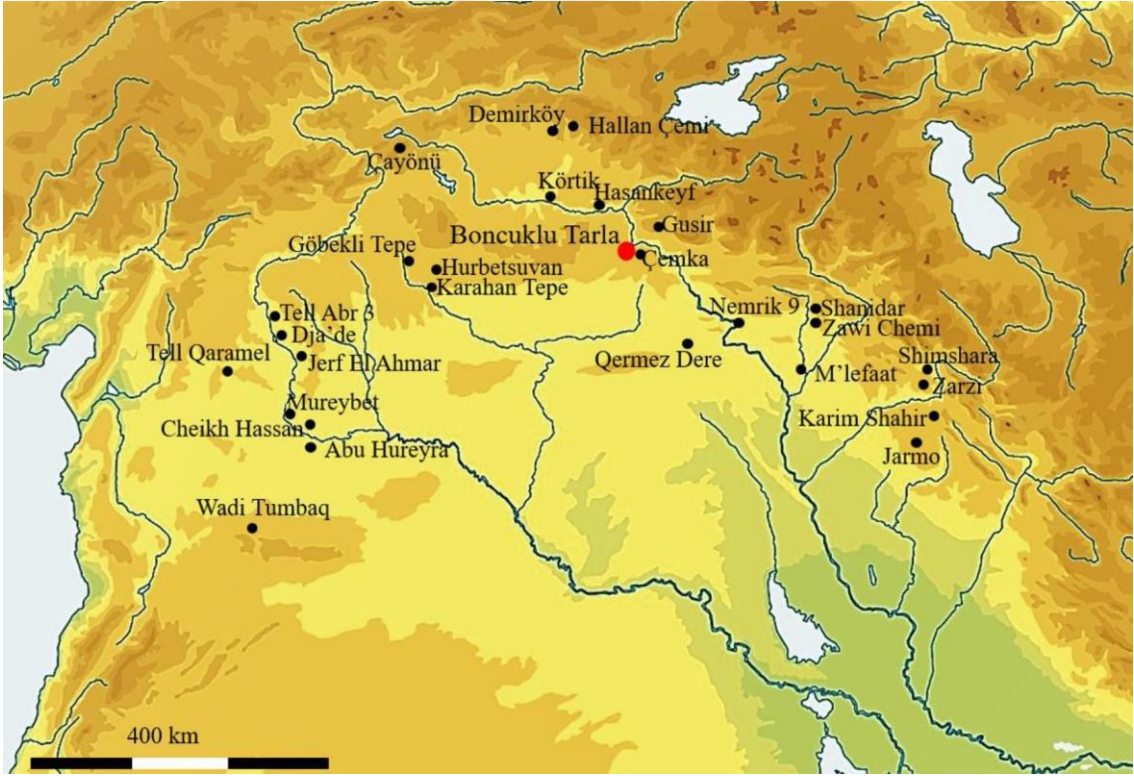 Demirköy
Hallan Çemi
Çayönü
Körtik
Hasankeyf
Gusir
Boncuklu Tarla
Göbekli Tepe
Çemka
Hurbetsuvan
Karahan Tepe
Nemrik 9
Shanidar
Tell Abr 3
Zawi Chemi
Dja'de
Tell Qaramel
Jerf El Ahmar
Qermez Dere
Shimshara
M'lefaat
Zarzi
Mureybet
Karim Shahir
Cheikh Hassan
Abu Hureyra
Jarmo
Wadi Tumbaq
400 km